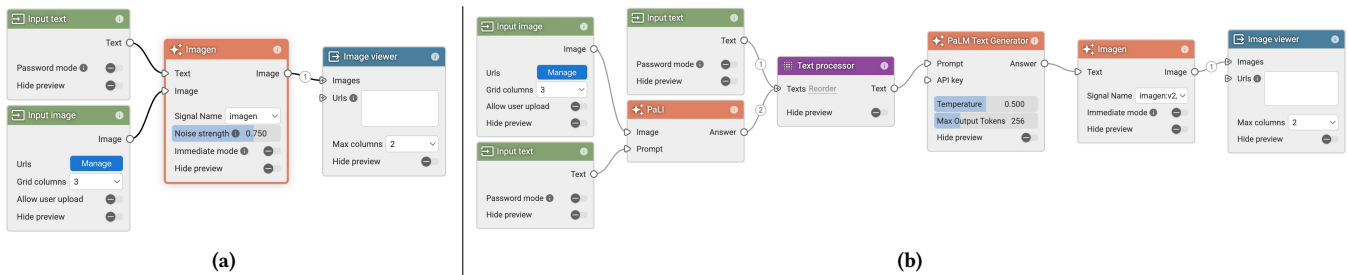 Input text
Text
Password mode
Hide preview
Input image
Image
Urls
Manage
Grid columns 3
Allow user upload
Hide preview
Imagen
Text
Image
Image
Signal Name imagen
Noise strength 0.750
Immediate mode
Hide preview
1
Image viewer
Images
Urls
Max columns 2
Hide preview
(a)
Input image
Image
Urls
Manage
Grid columns 3
Allow user upload
Hide preview
Input text
Text
Password mode
Hide preview
Input text
Text
Password mode
Hide preview
PaLI
Image
Answer
Prompt
1
2
Text processor
Texts Reorder
Text
Hide preview
PaLM Text Generator
Prompt
Answer
API key
Temperature 0.500
Max Output Tokens 256
Hide preview
Imagen
Text
Image
Signal Name imagen:v2,
Immediate mode
Hide preview
1
Image viewer
Images
Urls
Max columns 2
Hide preview
(b)